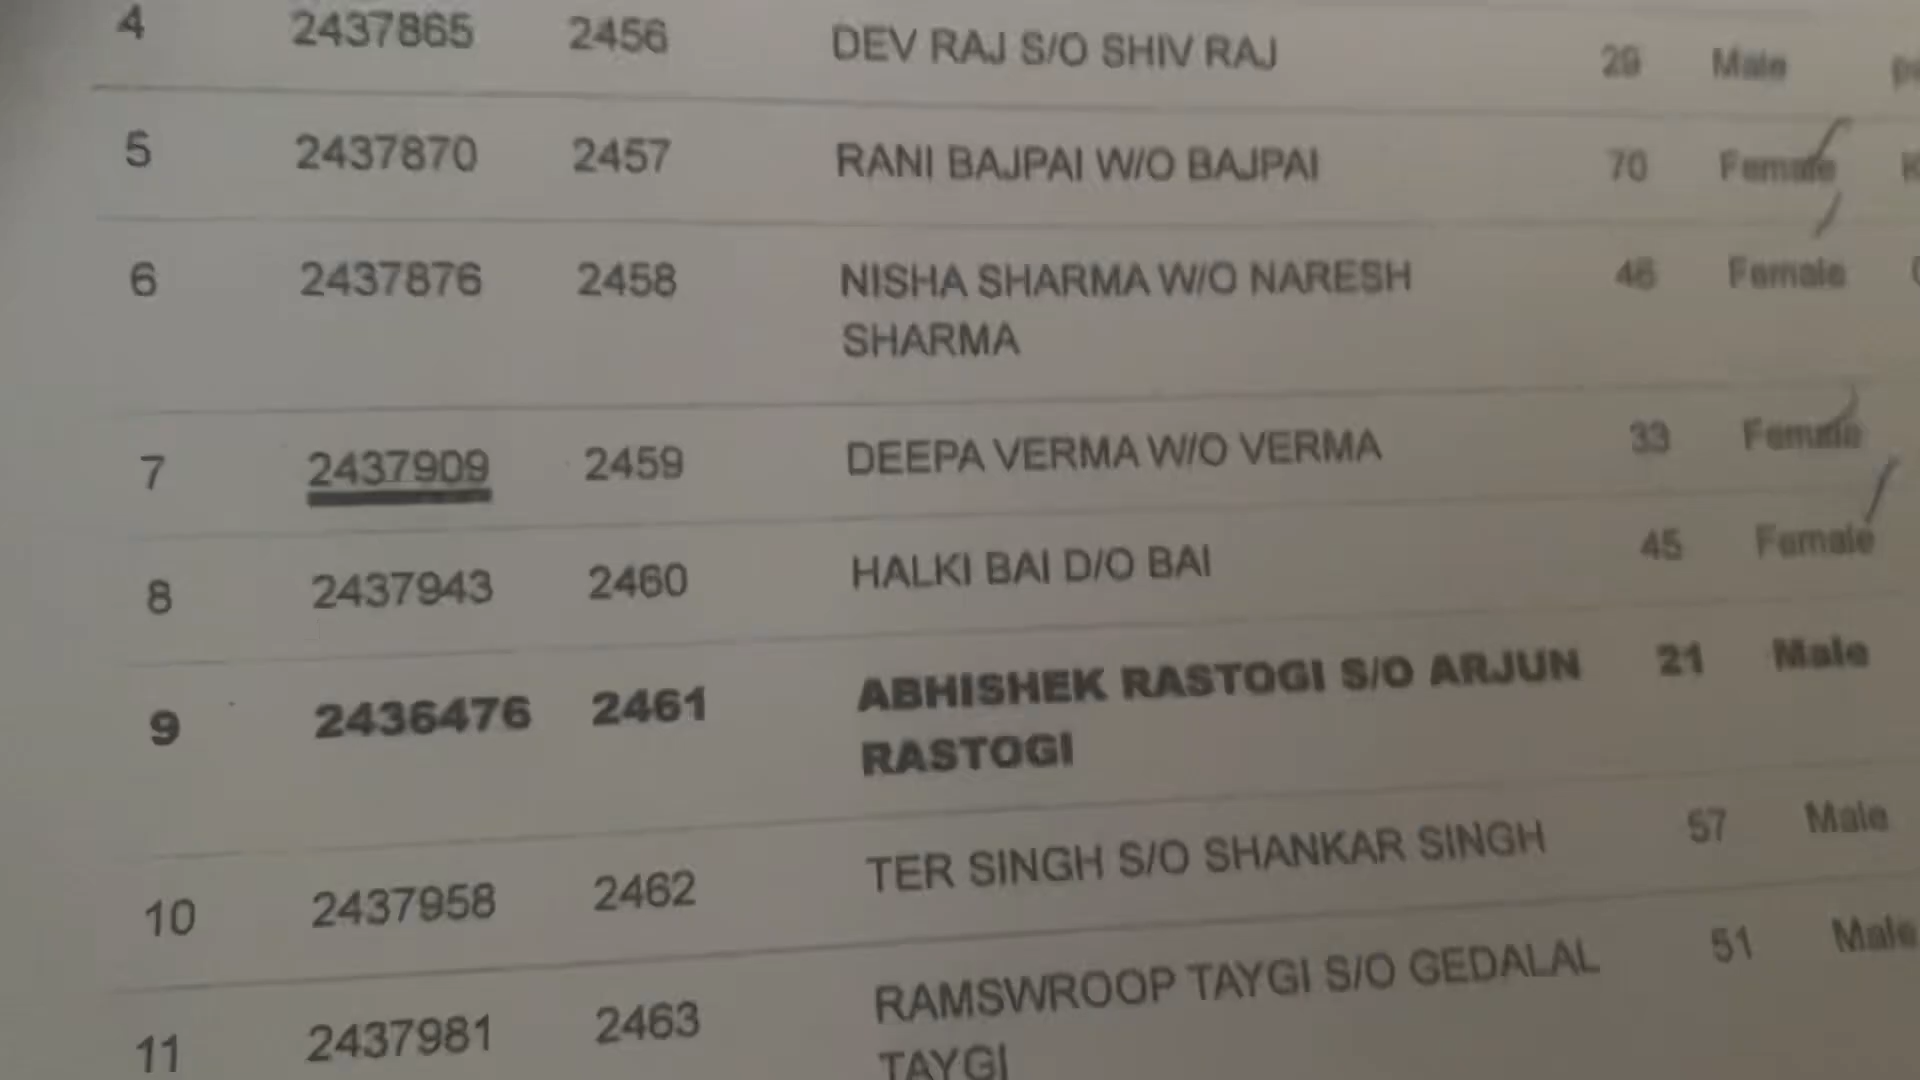 4 2437865 2456 DEV RAJ S/O SHIV RAJ 29 Male
5 2437870 2457 RANI BAJPAI W/O BAJPAI 70 Female
6 2437876 2458 NISHA SHARMA W/O NARESH 46 Female
SHARMA
7 2437909 2459 DEEPA VERMA W/O VERMA 33 Female
8 2437943 2460 HALKI BAI D/O BAI 45 Female
9 2436476 2461 ABHISHEK RASTOGI S/O ARJUN 21 Male
RASTOGI
10 2437958 2462 TER SINGH S/O SHANKAR SINGH 57 Male
11 2437981 2463 RAMSWROOP TAYGI S/O GEDALAL 51 Male
TAYGI